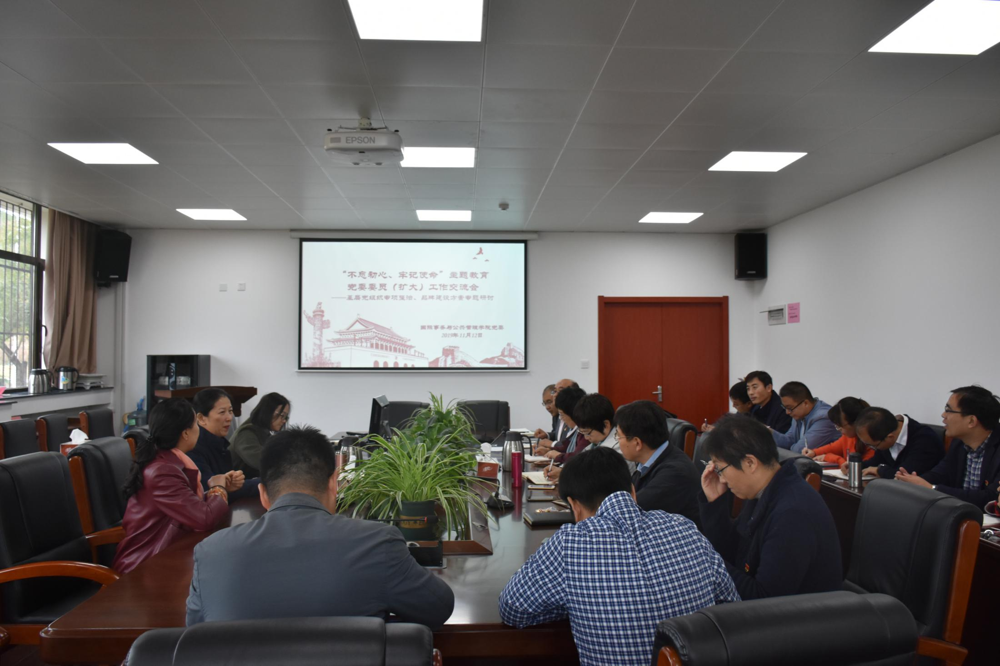 EPSON
“不忘初心、牢记使命”主题教育
党委委员（扩大）工作交流会
——基层党组织专项整治、品牌建设方案专题研讨
国际事务与公共管理学院党委
2019年11月12日